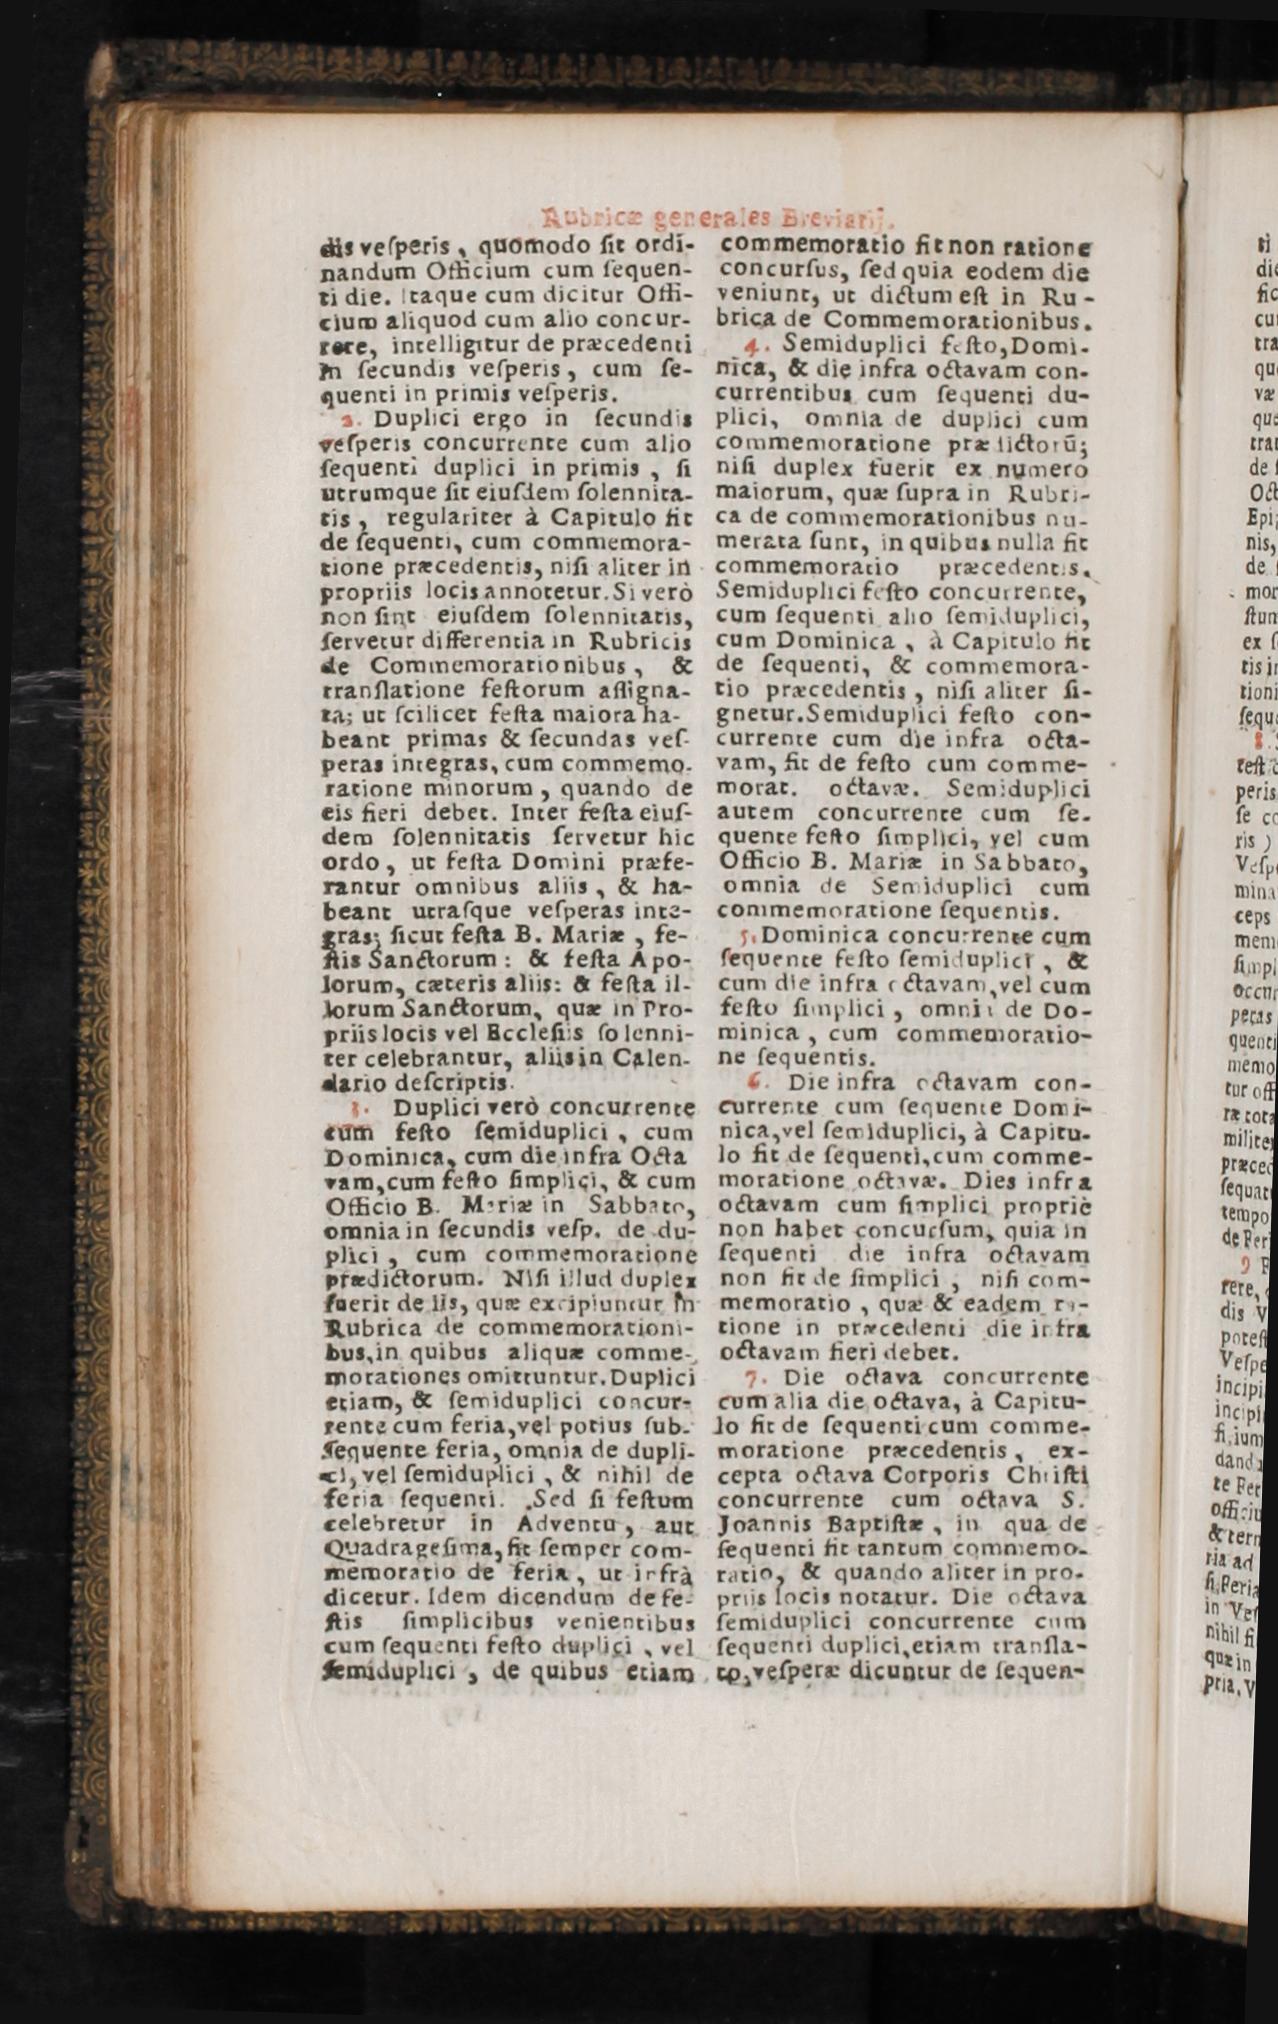 Rubricæ generales Breviarij.
dis veſperis, quomodo ſit ordi-
nandum Officium cum ſequen-
ti die. Itaque cum dicitur Offi-
cium aliquod cum alio concur-
rere, intelligitur de præcedenti
in ſecundis veſperis, cum ſe-
quenti in primis veſperis.
2. Duplici ergo in ſecundis
veſperis concurrente cum alio
ſequenti duplici in primis, ſi
utrumque ſit eiuſdem ſolennita-
tis, regulariter à Capitulo fit
de ſequenti, cum commemora-
tione præcedentis, niſi aliter in
propriis locis annotetur. Si verò
non ſint eiuſdem ſolennitatis,
ſervetur differentia in Rubricis
de Commemorationibus, &
tranſlatione feſtorum aſſigna-
ta; ut ſcilicet feſta maiora ha-
beant primas & ſecundas veſ-
peras integras, cum commemo-
ratione minorum, quando de
eis fieri debet. Inter feſta eiuſ-
dem ſolennitatis ſervetur hic
ordo, ut feſta Domini præfe-
rantur omnibus aliis, & ha-
beant utraſque veſperas inte-
gras; ſicut feſta B. Mariæ, fe-
ſtis Sanctorum: & feſta Apo-
lorum, cæteris aliis: & feſta il-
lorum Sanctorum, quæ in Pro-
priis locis vel Eccleſiis ſolenni-
ter celebrantur, aliis in Calen-
dario deſcriptis.
3. Duplici verò concurrente
cum feſto ſemiduplici, cum
Dominica, cum die infra Octa
vam, cum feſto ſimplici, & cum
Officio B. Mariæ in Sabbato,
omnia in ſecundis veſp. de du-
plici, cum commemoratione
prædictorum. Niſi illud duplex
fuerit de iis, quæ excipiuntur in
Rubrica de commemorationi-
bus, in quibus aliquæ comme-
morationes omittuntur. Duplici
etiam, & ſemiduplici concur-
rente cum feria, vel potius ſub-
ſequente feria, omnia de dupli-
ci, vel ſemiduplici, & nihil de
feria ſequenti. Sed ſi feſtum
celebretur in Adventu, aut
Quadrageſima, fit ſemper com-
memoratio de feria, ut infrà
dicetur. Idem dicendum de fe-
ſtis ſimplicibus venientibus
cum ſequenti feſto duplici, vel
ſemiduplici, de quibus etiam
commemoratio fit non ratione
concurſus, ſed quia eodem die
veniunt, ut dictum eſt in Ru-
brica de Commemorationibus.
4. Semiduplici feſto, Domi-
nica, & die infra octavam con-
currentibus cum ſequenti du-
plici, omnia de duplici cum
commemoratione prædictorũ;
niſi duplex fuerit ex numero
maiorum, quæ ſupra in Rubri-
ca de commemorationibus nu-
merata ſunt, in quibus nulla fit
commemoratio præcedentis.
Semiduplici feſto concurrente,
cum ſequenti alio ſemiduplici,
cum Dominica, à Capitulo fit
de ſequenti, & commemora-
tio præcedentis, niſi aliter ſi-
gnetur. Semiduplici feſto con-
currente cum die infra octa-
vam, fit de feſto cum comme-
morat. octavæ. Semiduplici
autem concurrente cum ſe-
quente feſto ſimplici, vel cum
Officio B. Mariæ in Sabbato,
omnia de Semiduplici cum
commemoratione ſequentis.
5. Dominica concurrente cum
ſequente feſto ſemiduplici, &
cum die infra octavam, vel cum
feſto ſimplici, omnia de Do-
minica, cum commemoratio-
ne ſequentis.
6. Die infra octavam con-
currente cum ſequente Domi-
nica, vel ſemiduplici, à Capitu-
lo fit de ſequenti, cum comme-
moratione octavæ. Dies infra
octavam cum ſimplici propriè
non habet concurſum, quia in
ſequenti die infra octavam
non fit de ſimplici, niſi com-
memoratio, quæ & eadem ra-
tione in præcedenti die infra
octavam fieri debet.
7. Die octava concurrente
cum alia die octava, à Capitu-
lo fit de ſequenti cum comme-
moratione præcedentis, ex-
cepta octava Corporis Chriſti
concurrente cum octava S.
Joannis Baptiſtæ, in qua de
ſequenti fit tantum commemo-
ratio, & quando aliter in pro-
priis locis notatur. Die octava
ſemiduplici concurrente cum
ſequenti duplici, etiam tranſla-
to, veſperæ dicuntur de ſequen-